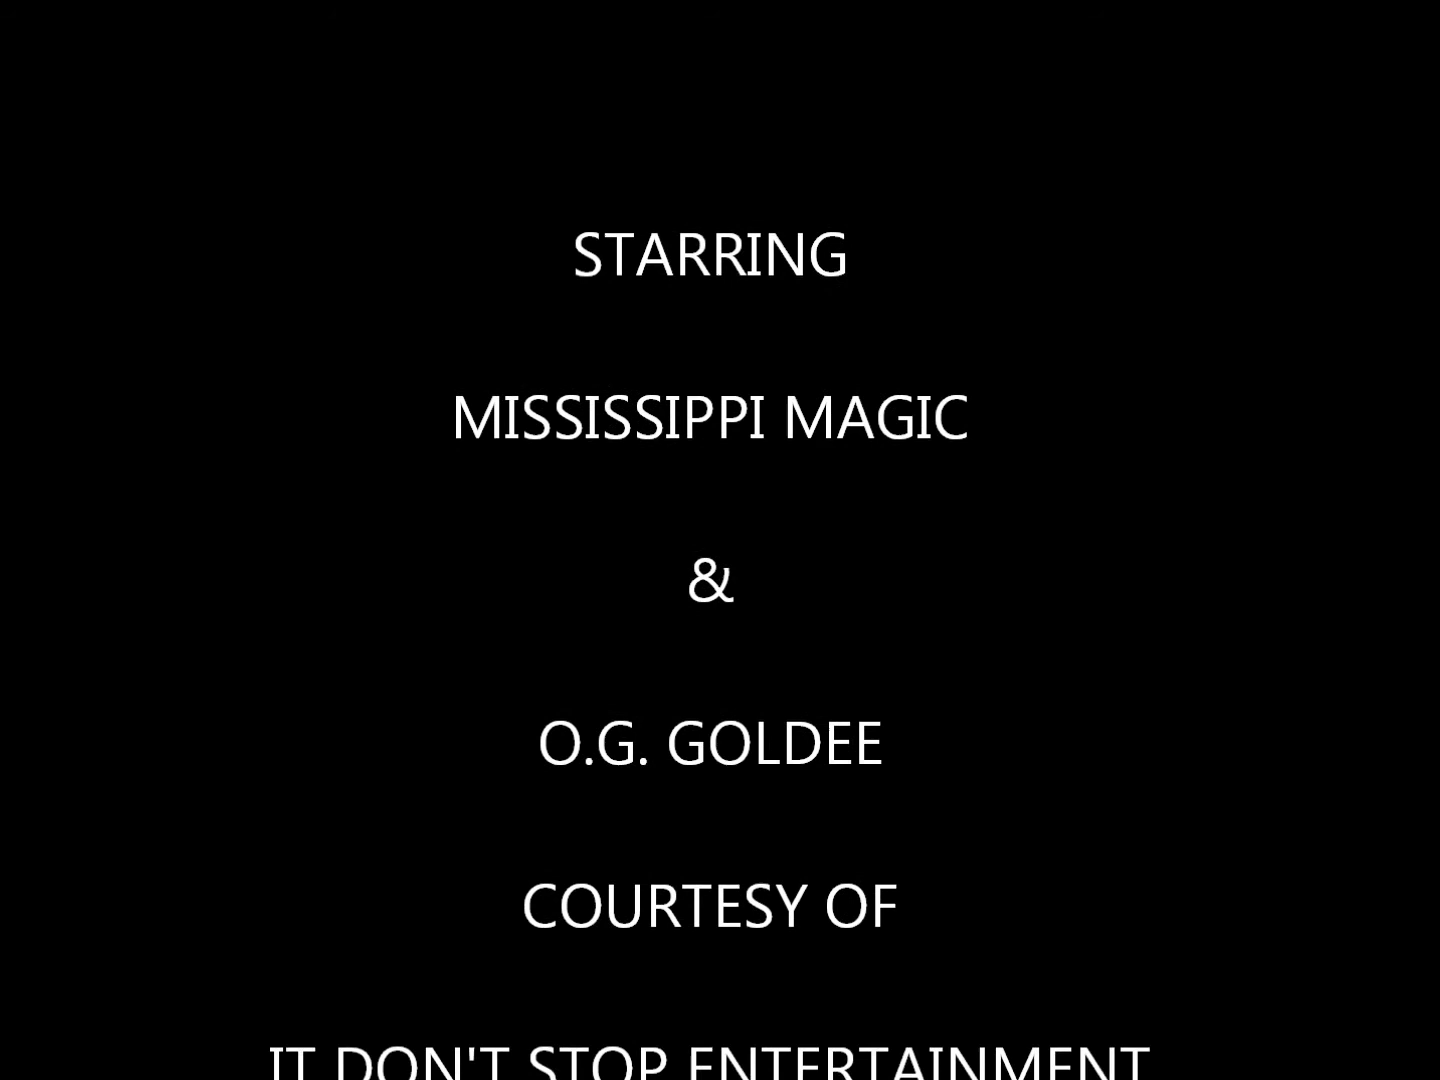 STARRING
MISSISSIPPI MAGIC
&
O.G. GOLDEE
COURTESY OF
IT DON'T STOP ENTERTAINMENT